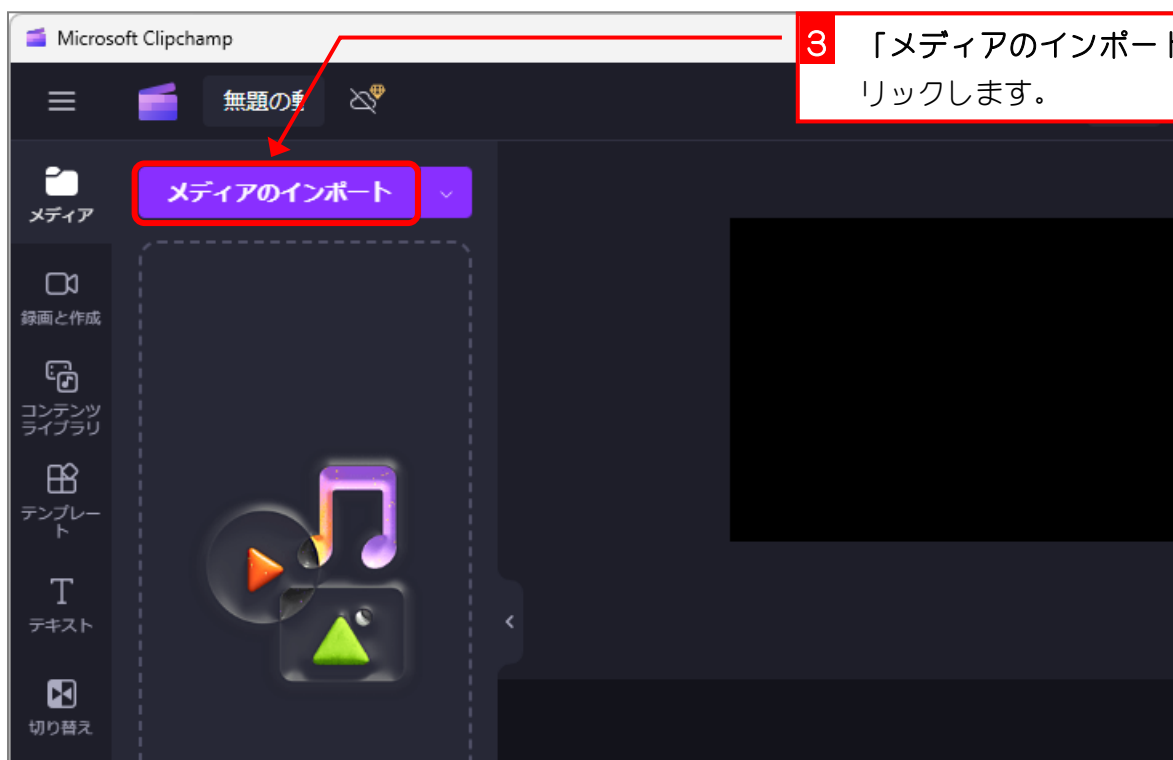 Microsoft Clipchamp
3 「メディアのインポー
リックします。
無題の
メディアのインポート
メディア
録画と作成
コンテンツ
ライブラリ
テンプレー
ト
テキスト
切り替え